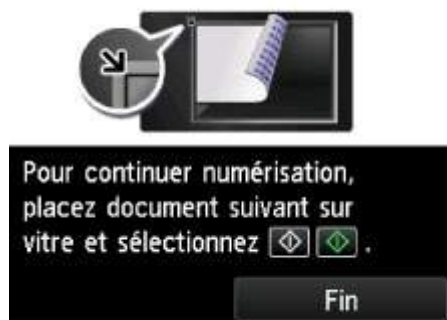 Pour continuer numérisation,
placez document suivant sur
vitre et sélectionnez .
Fin